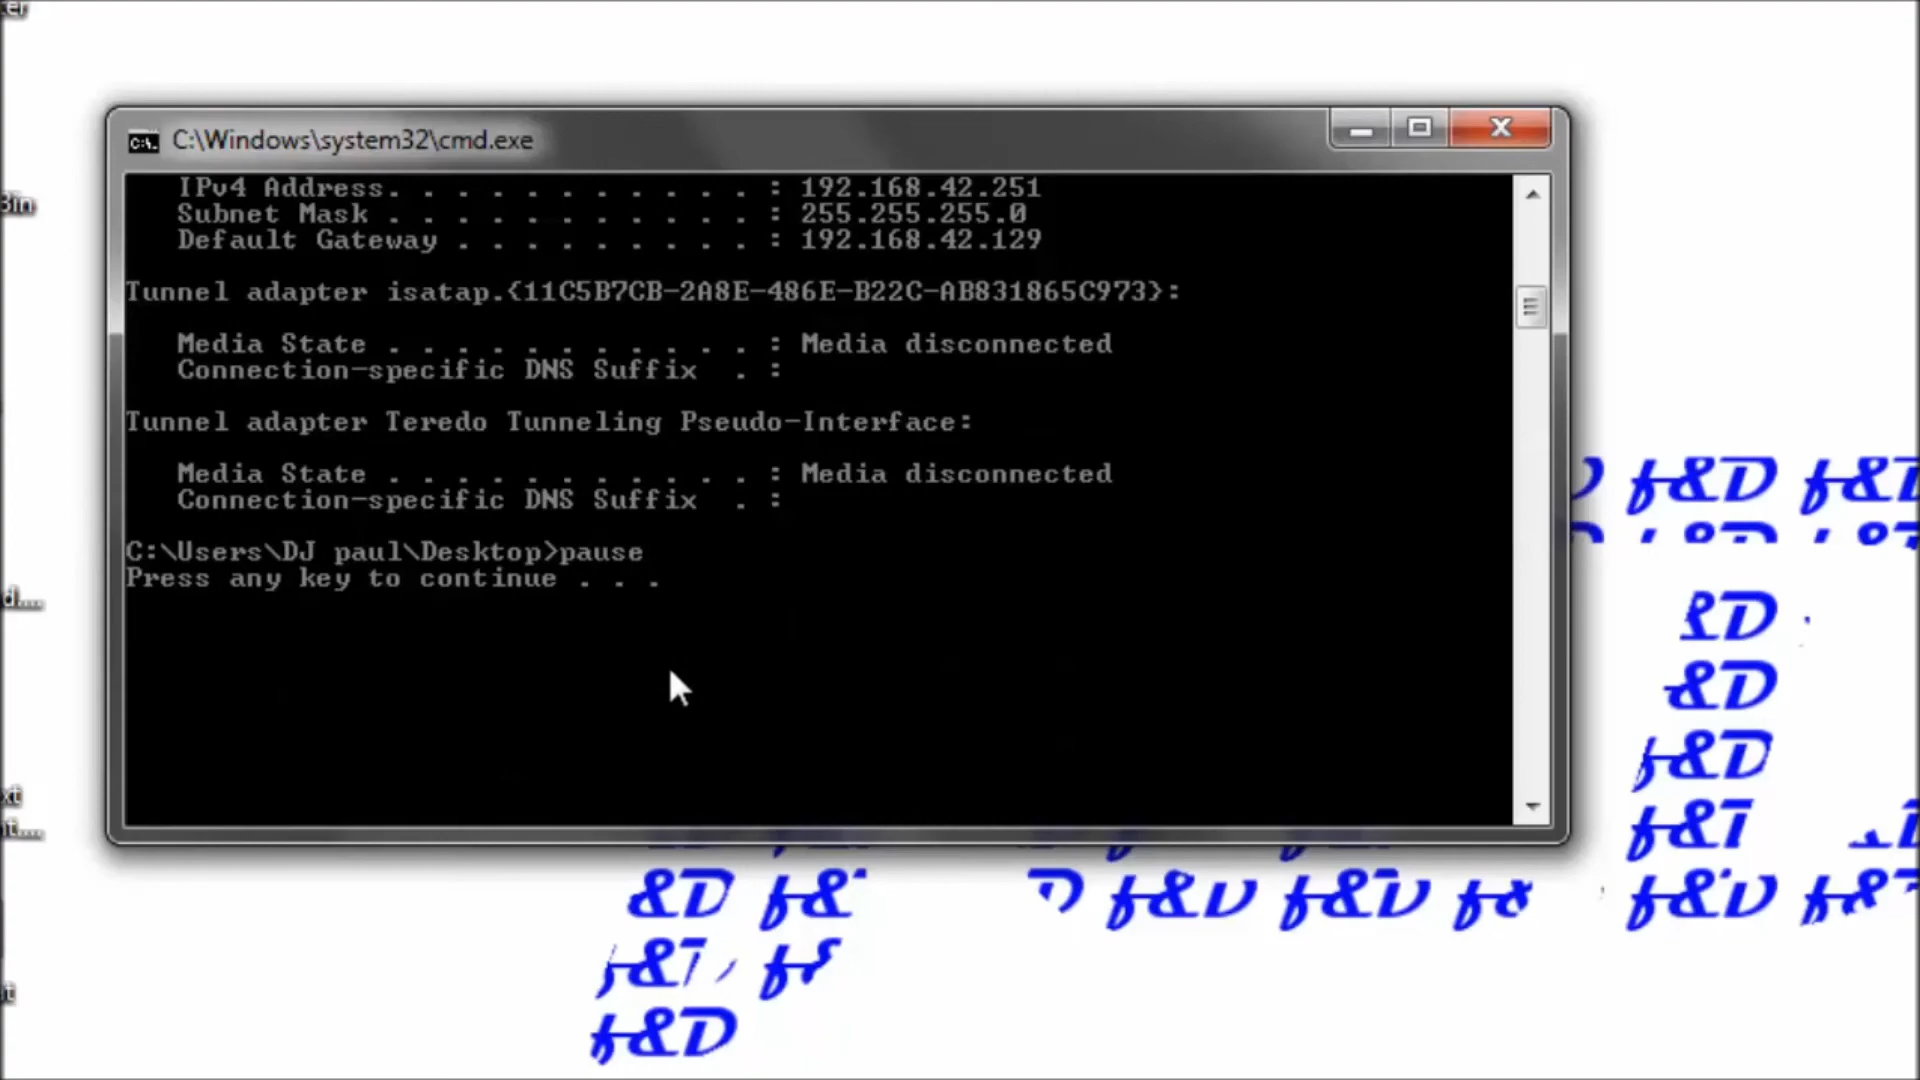 C:\Windows\system32\cmd.exe
IPv4 Address. . . . . . . . . . . : 192.168.42.251
Subnet Mask . . . . . . . . . . . : 255.255.255.0
Default Gateway . . . . . . . . . : 192.168.42.129
Tunnel adapter isatap.{11C5B7CB-2A8E-486E-B22C-AB831865C973}:
Media State . . . . . . . . . . . : Media disconnected
Connection-specific DNS Suffix  . :
Tunnel adapter Teredo Tunneling Pseudo-Interface:
Media State . . . . . . . . . . . : Media disconnected
Connection-specific DNS Suffix  . :
C:\Users\DJ paul\Desktop>pause
Press any key to continue . . .
f&D
f&D f&D
f&D